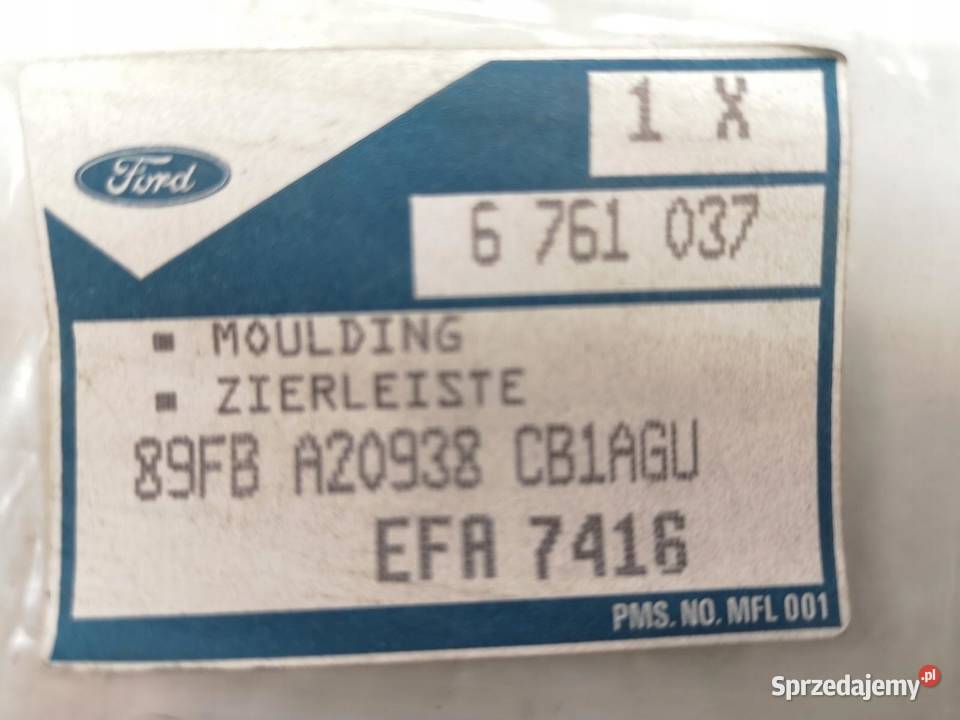 Ford
1 X
6 761 037
MOULDING
ZIERLEISTE
89FB A20938 CB1AGU
EFA 7416
PMS. NO. MFL 001
Sprzedajemy.pl